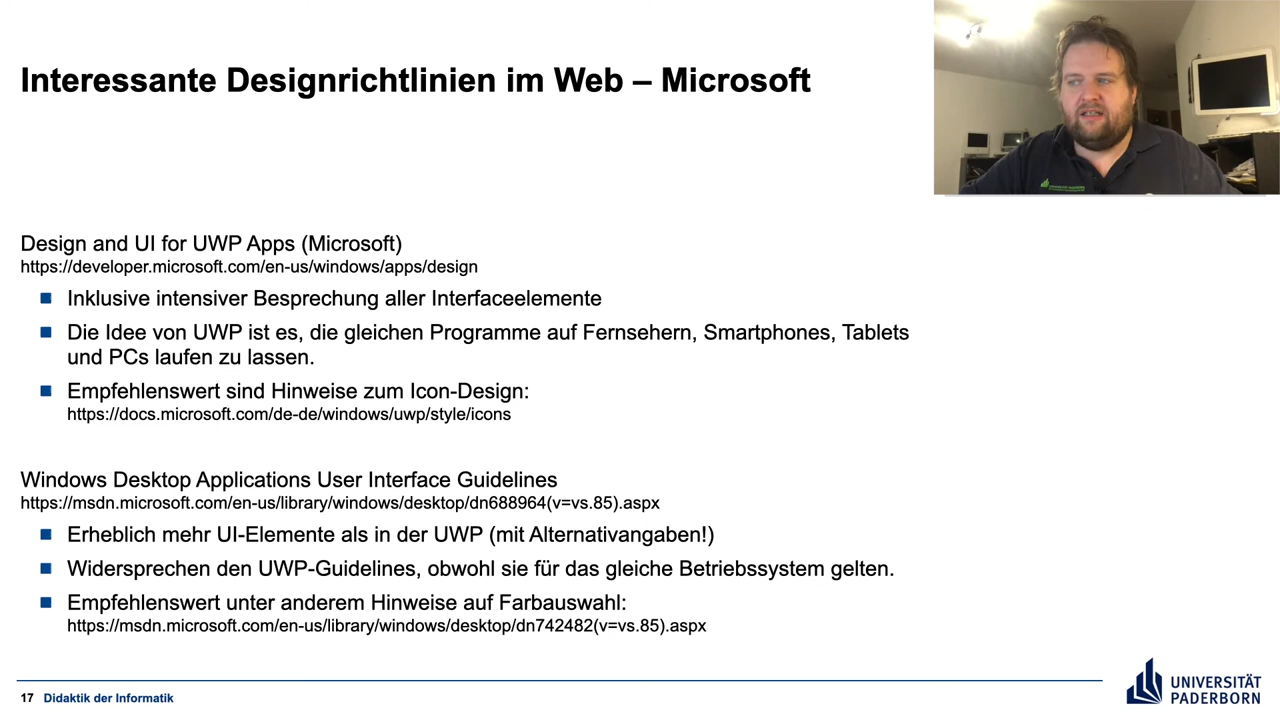 Interessante Designrichtlinien im Web – Microsoft
Design and UI for UWP Apps (Microsoft)
https://developer.microsoft.com/en-us/windows/apps/design
Inklusive intensiver Besprechung aller Interfaceelemente
Die Idee von UWP ist es, die gleichen Programme auf Fernsehern, Smartphones, Tablets
und PCs laufen zu lassen.
Empfehlenswert sind Hinweise zum Icon-Design:
https://docs.microsoft.com/de-de/windows/uwp/style/icons
Windows Desktop Applications User Interface Guidelines
https://msdn.microsoft.com/en-us/library/windows/desktop/dn688964(v=vs.85).aspx
Erheblich mehr UI-Elemente als in der UWP (mit Alternativangaben!)
Widersprechen den UWP-Guidelines, obwohl sie für das gleiche Betriebssystem gelten.
Empfehlenswert unter anderem Hinweise auf Farbauswahl:
https://msdn.microsoft.com/en-us/library/windows/desktop/dn742482(v=vs.85).aspx
17 Didaktik der Informatik
UNIVERSITÄT
PADERBORN